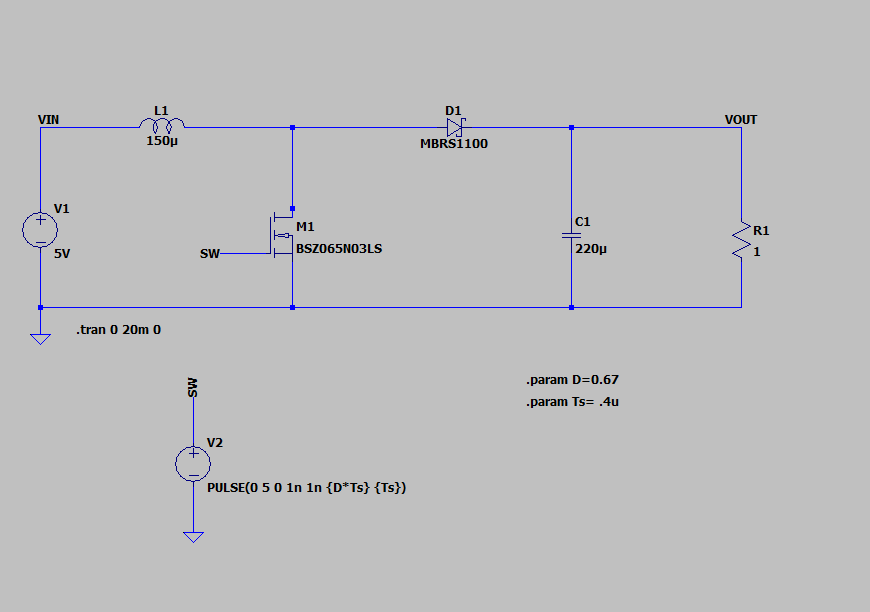 VIN
L1
150µ
D1
MBRS1100
VOUT
V1
5V
M1
BSZ065N03LS
SW
C1
220µ
R1
1
.tran 0 20m 0
SW
V2
PULSE(0 5 0 1n 1n {D*Ts} {Ts})
.param D=0.67
.param Ts= .4u